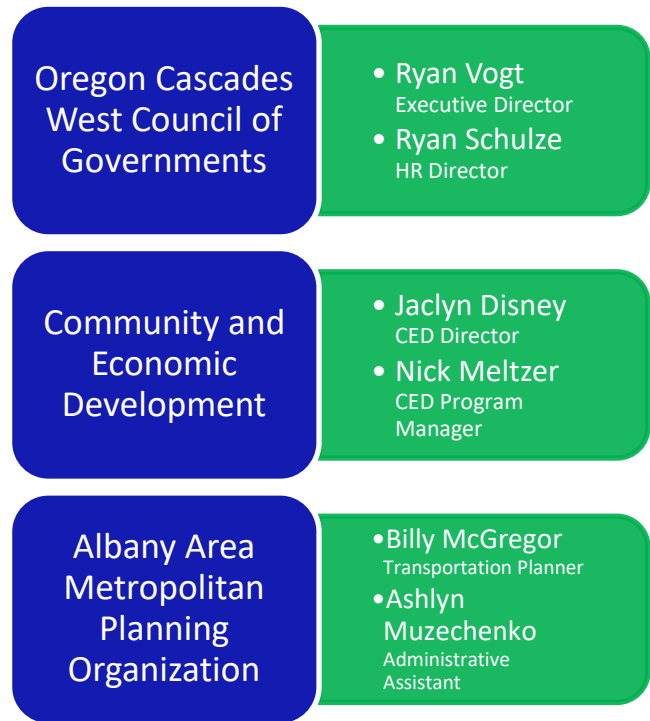 Oregon Cascades
West Council of
Governments
• Ryan Vogt
Executive Director
• Ryan Schulze
HR Director
Community and
Economic
Development
• Jaclyn Disney
CED Director
• Nick Meltzer
CED Program
Manager
Albany Area
Metropolitan
Planning
Organization
•Billy McGregor
Transportation Planner
•Ashlyn
Muzechenko
Administrative
Assistant